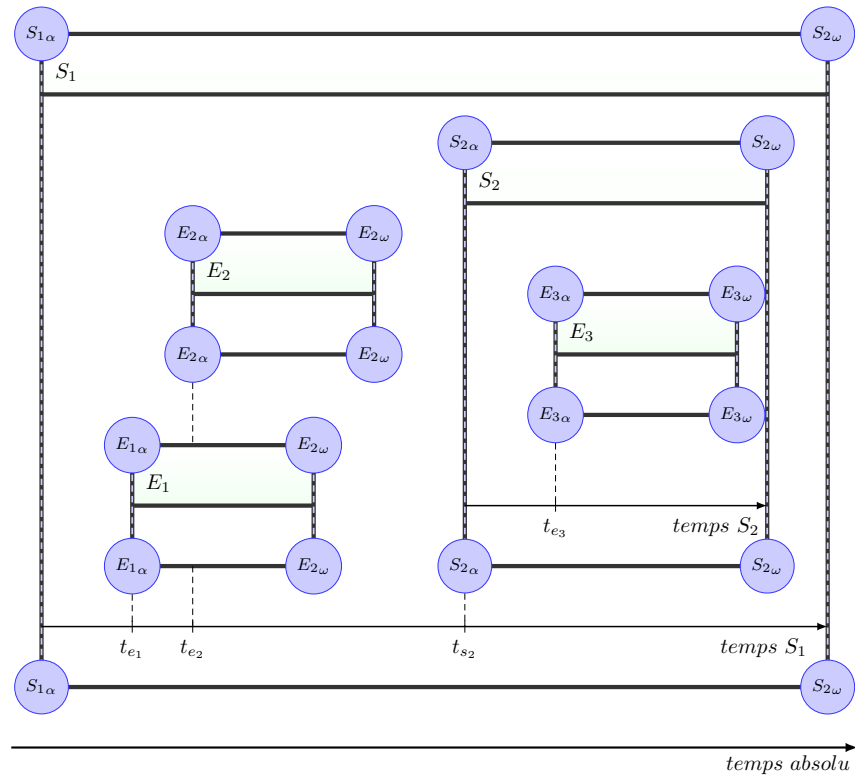 S1α S2ω
S1
S2α S2ω
S2
E2α E2ω
E2
E3α E3ω
E3
E2α E2ω
E3α E3ω
E1α E2ω
E1
te3 temps S2
E1α E2ω S2α S2ω
te1 te2 ts2 temps S1
S1α S2ω
temps absolu